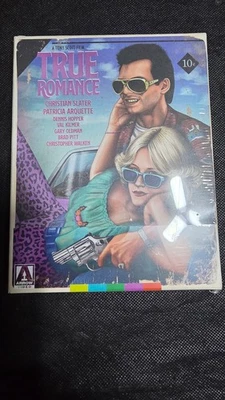 A TONY SCOTT FILM
TRUE
ROMANCE
CHRISTIAN SLATER
PATRICIA ARQUETTE
DENNIS HOPPER
VAL KILMER
GARY OLDMAN
BRAD PITT
CHRISTOPHER WALKEN
10+
ARROW